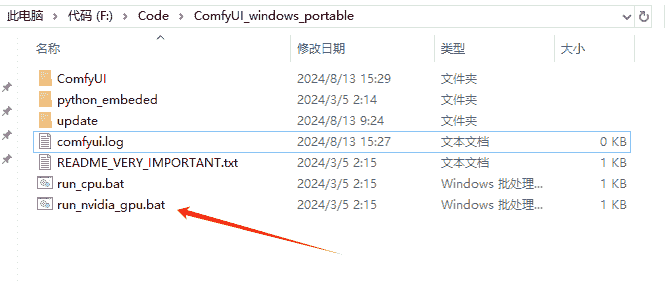 此电脑 > 代码 (F:) > Code > ComfyUI_windows_portable
名称 修改日期 类型 大小
ComfyUI 2024/8/13 15:29 文件夹
python_embeded 2024/3/5 2:14 文件夹
update 2024/8/13 9:24 文件夹
comfyui.log 2024/8/13 15:27 文本文档 0 KB
README_VERY_IMPORTANT.txt 2024/3/5 2:15 文本文档 1 KB
run_cpu.bat 2024/3/5 2:15 Windows 批处理... 1 KB
run_nvidia_gpu.bat 2024/3/5 2:15 Windows 批处理... 1 KB